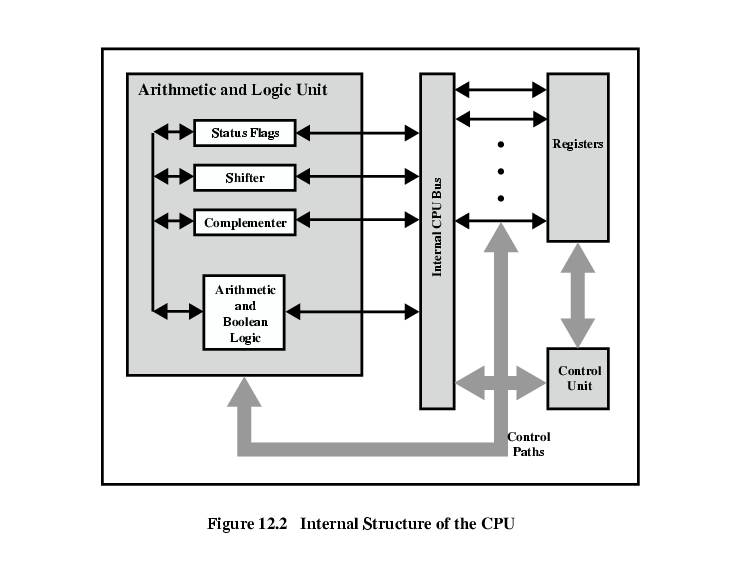 Arithmetic and Logic Unit
Status Flags
Shifter
Complementer
Arithmetic
and
Boolean
Logic
Internal CPU Bus
Registers
Control
Unit
Control
Paths
Figure 12.2 Internal Structure of the CPU